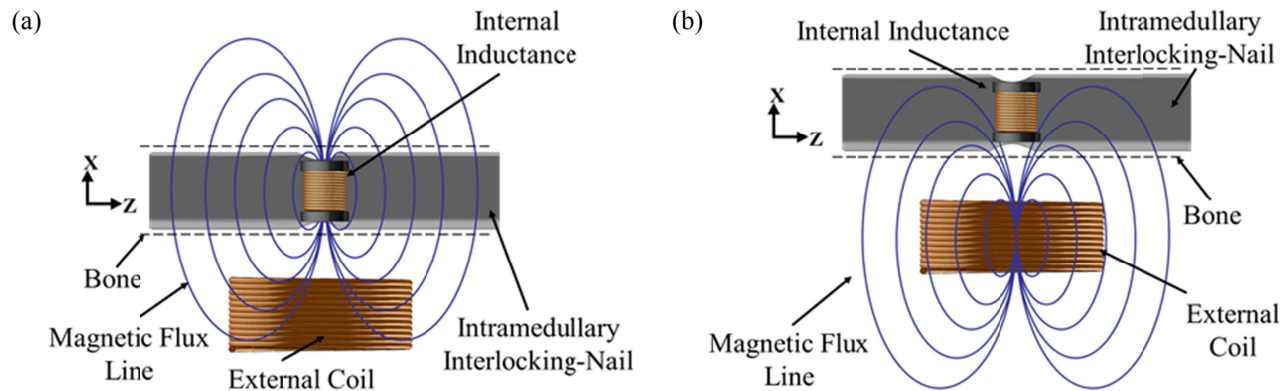 (a)
Internal
Inductance
X
Z
Bone
Magnetic Flux
Line
External Coil
Intramedullary
Interlocking-Nail
(b)
Internal Inductance
Intramedullary
Interlocking-Nail
X
Z
Bone
Magnetic Flux
Line
External
Coil